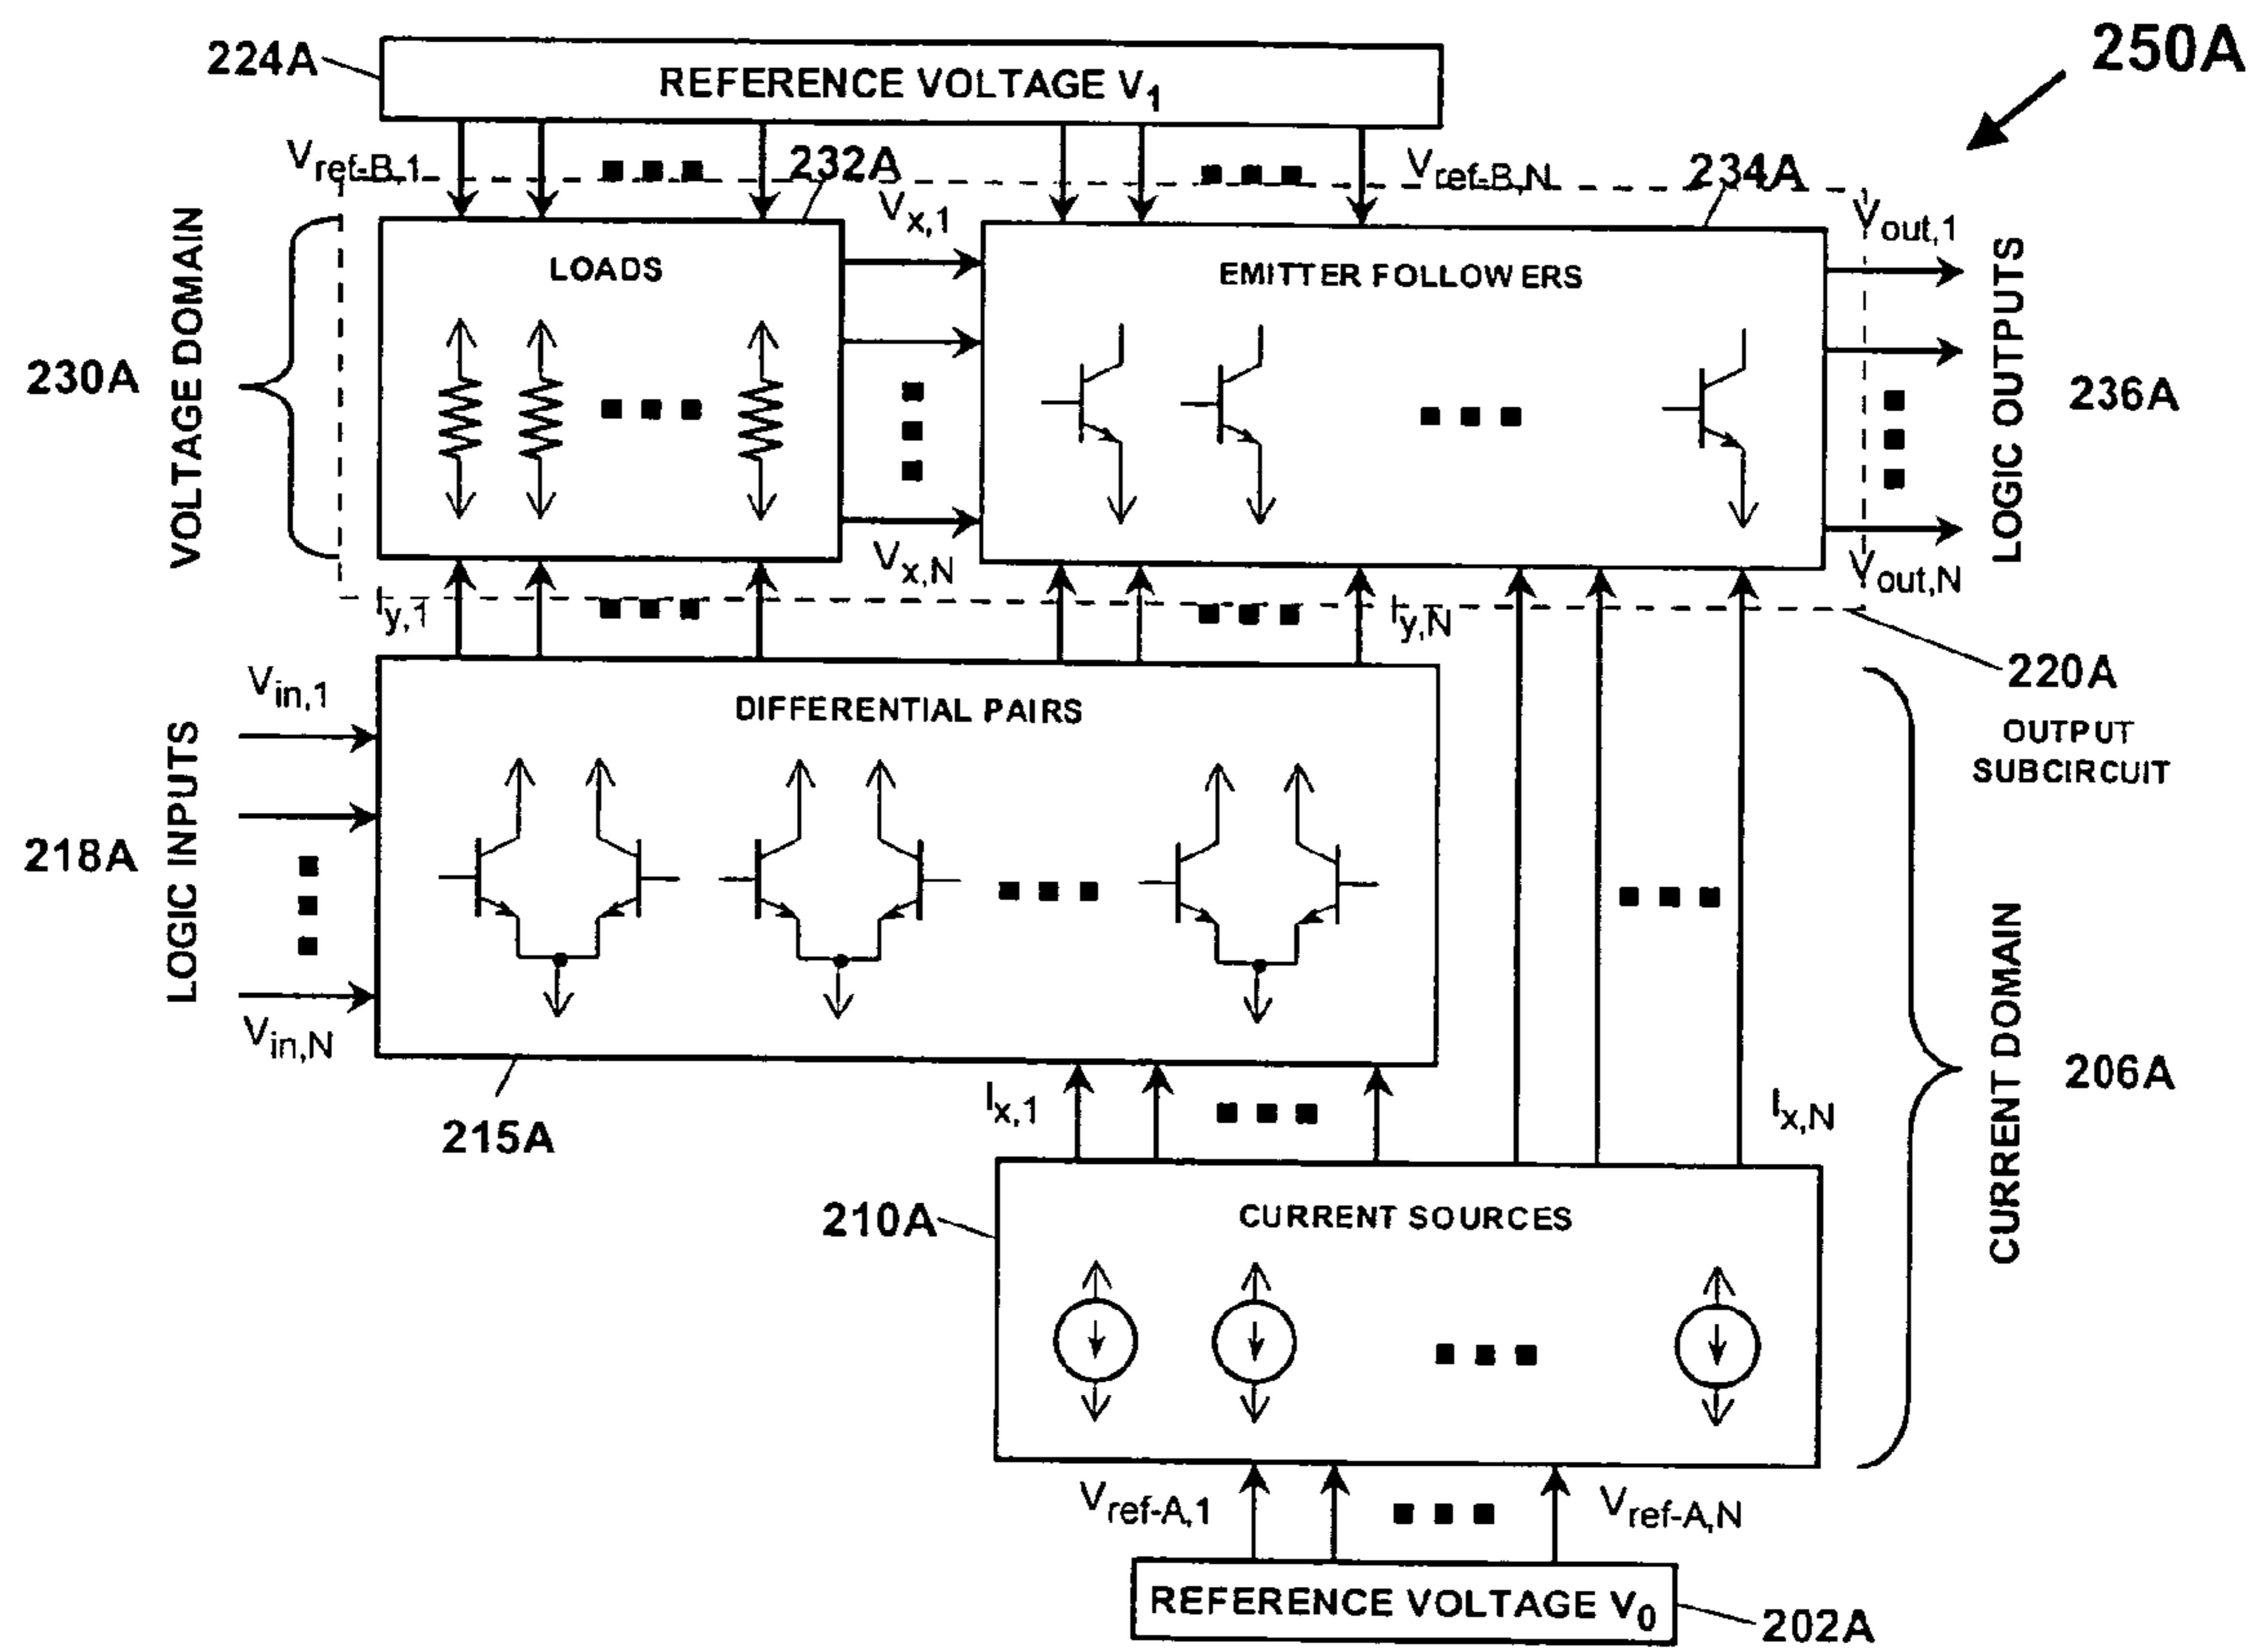 250A
224A
REFERENCE VOLTAGE V1
Vref-B,1
232A
Vx,1
Vref-B,N
234A
Vout,1
VOLTAGE DOMAIN
230A
LOADS
EMITTER FOLLOWERS
LOGIC OUTPUTS
236A
Vx,N
Vout,N
Iy,1
Iy,N
220A
OUTPUT
SUBCIRCUIT
Vin,1
DIFFERENTIAL PAIRS
LOGIC INPUTS
218A
Vin,N
215A
CURRENT DOMAIN
206A
Ix,1
Ix,N
210A
CURRENT SOURCES
Vref-A,1
Vref-A,N
REFERENCE VOLTAGE V0
202A